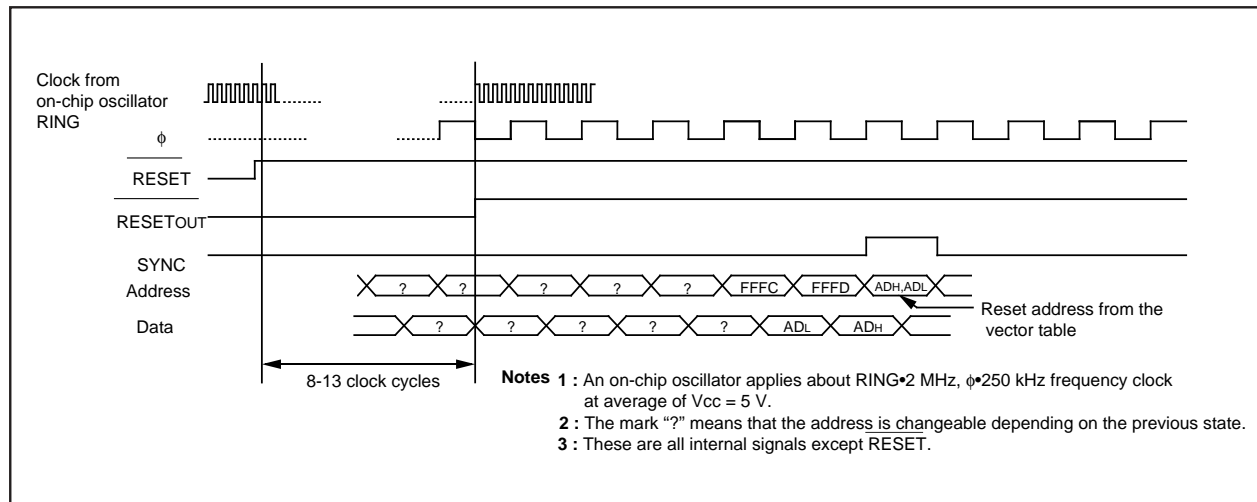 Clock from
on-chip oscillator
RING
ϕ
RESET
RESETOUT
SYNC
Address
? ? ? ? ? FFFC FFFD ADH,ADL
Reset address from the
vector table
Data
? ? ? ? ? ADL ADH
8-13 clock cycles
Notes 1 : An on-chip oscillator applies about RING•2 MHz, ϕ•250 kHz frequency clock
at average of Vcc = 5 V.
2 : The mark “?” means that the address is changeable depending on the previous state.
3 : These are all internal signals except RESET.